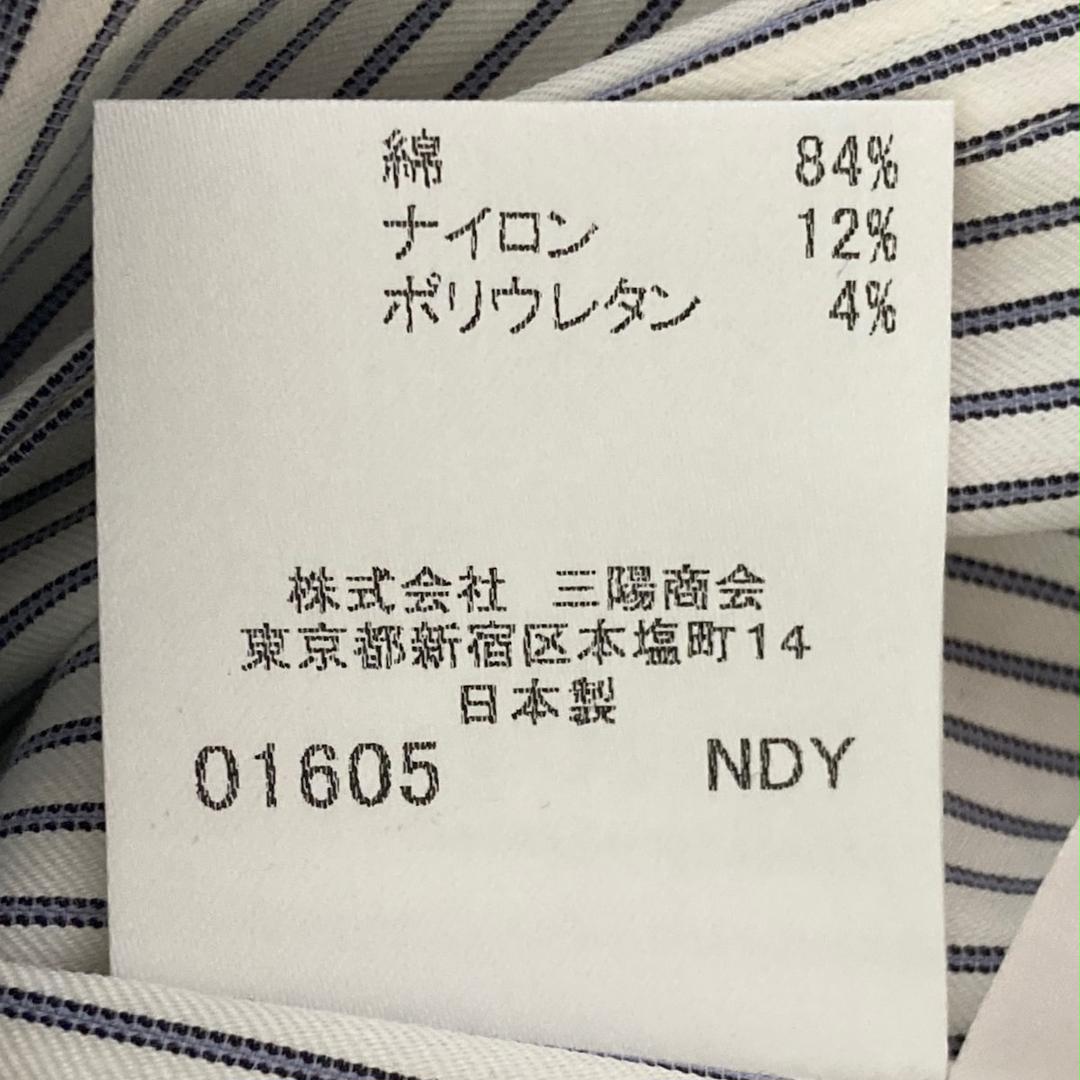 綿 84%
ナイロン 12%
ポリウレタン 4%
株式会社 三陽商会
東京都新宿区本塩町14
日本製
01605 NDY